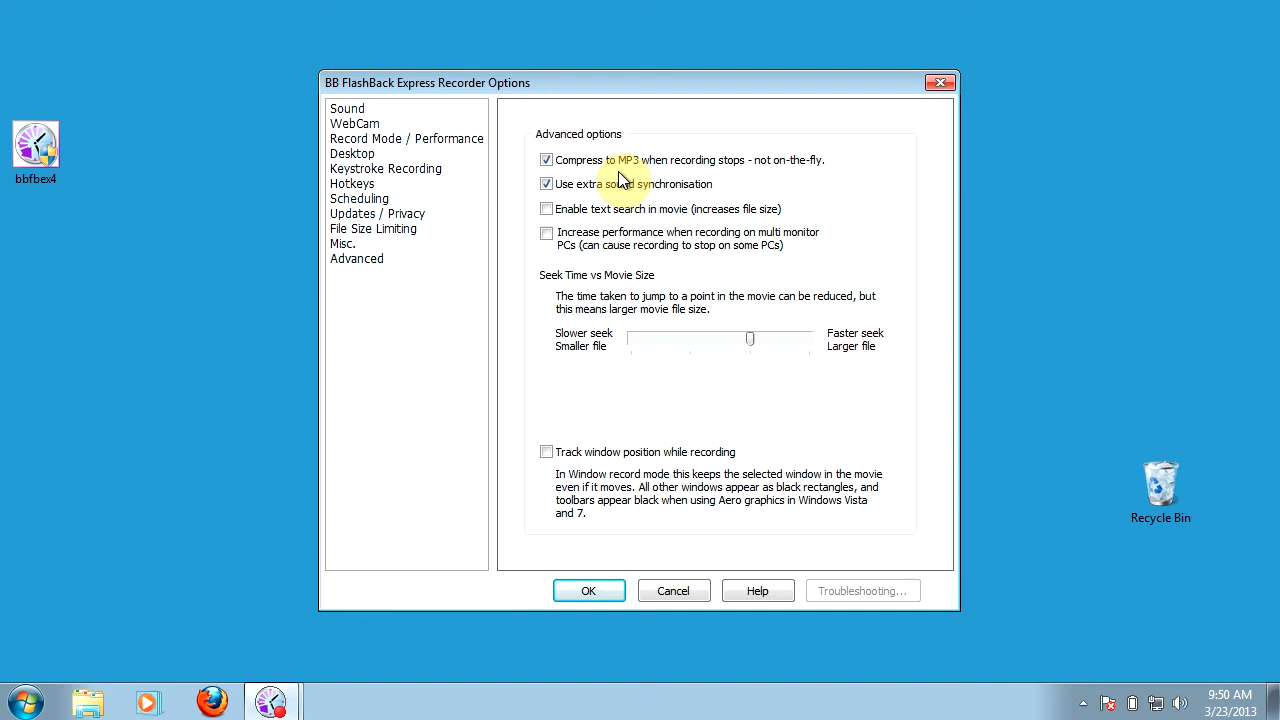 BB FlashBack Express Recorder Options
bbfbex4
Sound
WebCam
Record Mode / Performance
Desktop
Keystroke Recording
Hotkeys
Scheduling
Updates / Privacy
File Size Limiting
Misc.
Advanced
Advanced options
Compress to MP3 when recording stops - not on-the-fly.
Use extra sound synchronisation
Enable text search in movie (increases file size)
Increase performance when recording on multi monitor
PCs (can cause recording to stop on some PCs)
Seek Time vs Movie Size
The time taken to jump to a point in the movie can be reduced, but
this means larger movie file size.
Slower seek
Smaller file
Faster seek
Larger file
Track window position while recording
In Window record mode this keeps the selected window in the movie
even if it moves. All other windows appear as black rectangles, and
toolbars appear black when using Aero graphics in Windows Vista
and 7.
OK
Cancel
Help
Troubleshooting...
Recycle Bin
9:50 AM
3/23/2013